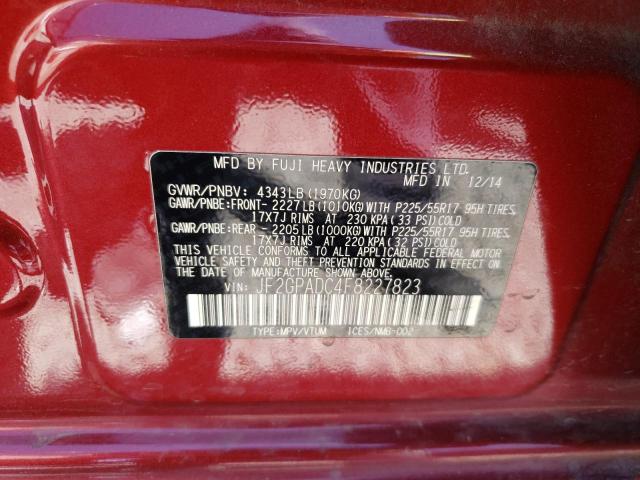 MFD BY FUJI HEAVY INDUSTRIES LTD.
GVWR/PNBV: 4343LB(1970KG) 12/14
GAWR/PNBE:FRONT- 2227LB(1010KG)WITH P225/55R17 95H TIRES,
17X7J RIMS AT 230 KPA(33 PSI)COLD
GAWR/PNBE:REAR - 2205LB(1000KG)WITH P225/55R17 95H TIRES,
17X7J RIMS AT 220 KPA(32 PSI)COLD
THIS VEHICLE CONFORMS TO ALL APPLICABLE FEDERAL MOTOR
VEHICLE SAFETY AND THEFT PREVENTION STANDARDS IN EFFECT
ON THE DATE OF MANUFACTURE SHOWN ABOVE.
VIN: JF2GPADC4F8227823
TYPE:MPV/VTUM ICES/NMB-002